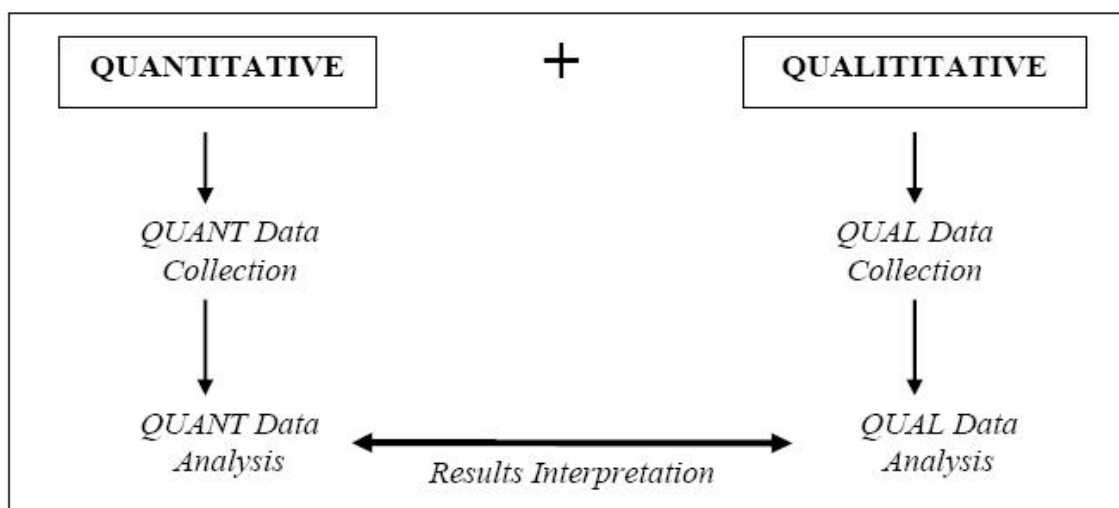 QUANTITATIVE
+
QUALITITATIVE
QUANT Data
Collection
QUAL Data
Collection
QUANT Data
Analysis
QUAL Data
Analysis
Results Interpretation